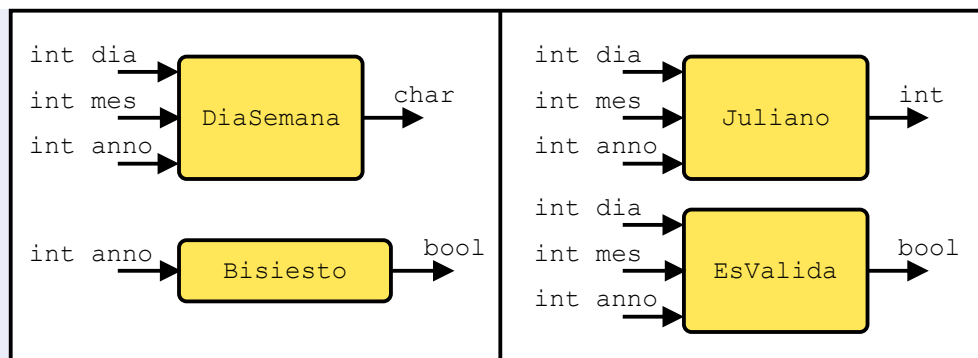 int dia
int mes
int anno
DiaSemana
char
int anno
Bisiesto
bool
int dia
int mes
int anno
Juliano
int
int dia
int mes
int anno
EsValida
bool